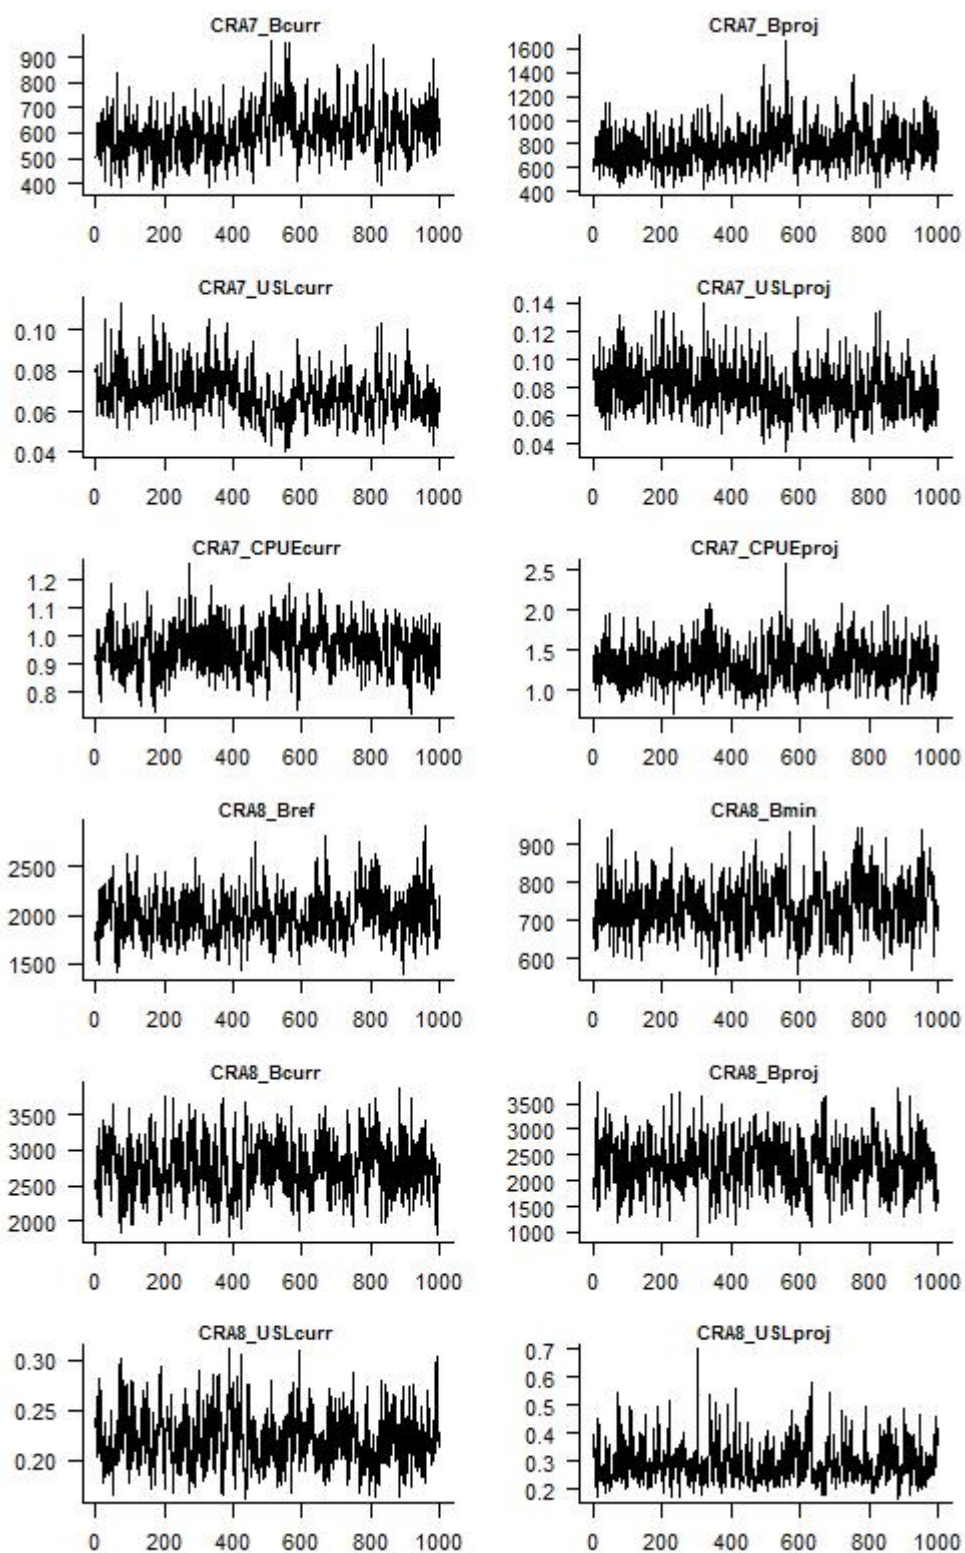 CRA7_Bcurr
900
800
700
600
500
400
0 200 400 600 800 1000
CRA7_Bproj
1600
1400
1200
1000
800
600
400
0 200 400 600 800 1000
CRA7_USLcurr
0.10
0.08
0.06
0.04
0 200 400 600 800 1000
CRA7_USLproj
0.14
0.12
0.10
0.08
0.06
0.04
0 200 400 600 800 1000
CRA7_CPUEcurr
1.2
1.1
1.0
0.9
0.8
0 200 400 600 800 1000
CRA7_CPUEproj
2.5
2.0
1.5
1.0
0 200 400 600 800 1000
CRA8_Bref
2500
2000
1500
0 200 400 600 800 1000
CRA8_Bmin
900
800
700
600
0 200 400 600 800 1000
CRA8_Bcurr
3500
3000
2500
2000
0 200 400 600 800 1000
CRA8_Bproj
3500
3000
2500
2000
1500
1000
0 200 400 600 800 1000
CRA8_USLcurr
0.30
0.25
0.20
0 200 400 600 800 1000
CRA8_USLproj
0.7
0.6
0.5
0.4
0.3
0.2
0 200 400 600 800 1000